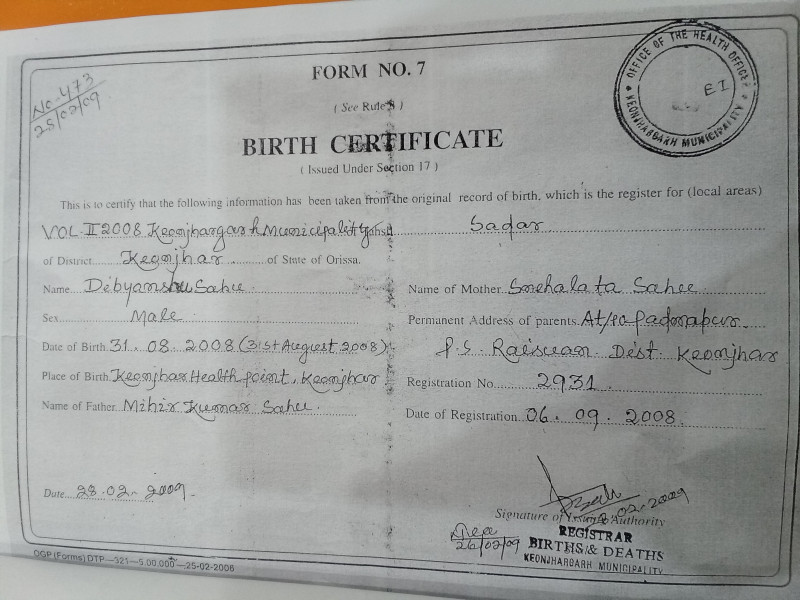 No. 473
25/02/09
OFFICE OF THE HEALTH OFFICER
KEONJHARGARH MUNICIPALITY
FORM NO. 7
( See Rule 8 )
BIRTH CERTIFICATE
( Issued Under Section 17 )
This is to certify that the following information has been taken from the original record of birth, which is the register for (local areas)
VOL. II 2008 Keonjhargarh Municipality Tahsil Sadar
of District Keonjhar of State of Orissa.
Name Debyanshu Sahu
Name of Mother Snehalata Sahu
Sex Male
Permanent Address of parents At/po Padmapur
Date of Birth 31. 08. 2008 (31st August 2008)
P.S Raisuan Dist Keonjhar
Place of Birth Keonjhar Health point, Keonjhar
Registration No. 2931
Name of Father Mihir Kumar Sahu.
Date of Registration 06. 09. 2008.
Date 28.02.2009.
Signature of Issuing Authority
26/02/09
REGISTRAR
BIRTHS & DEATHS
KEONJHARGARH MUNICIPALITY
OGP (Forms) DTP—321—5,00,000—25-02-2006